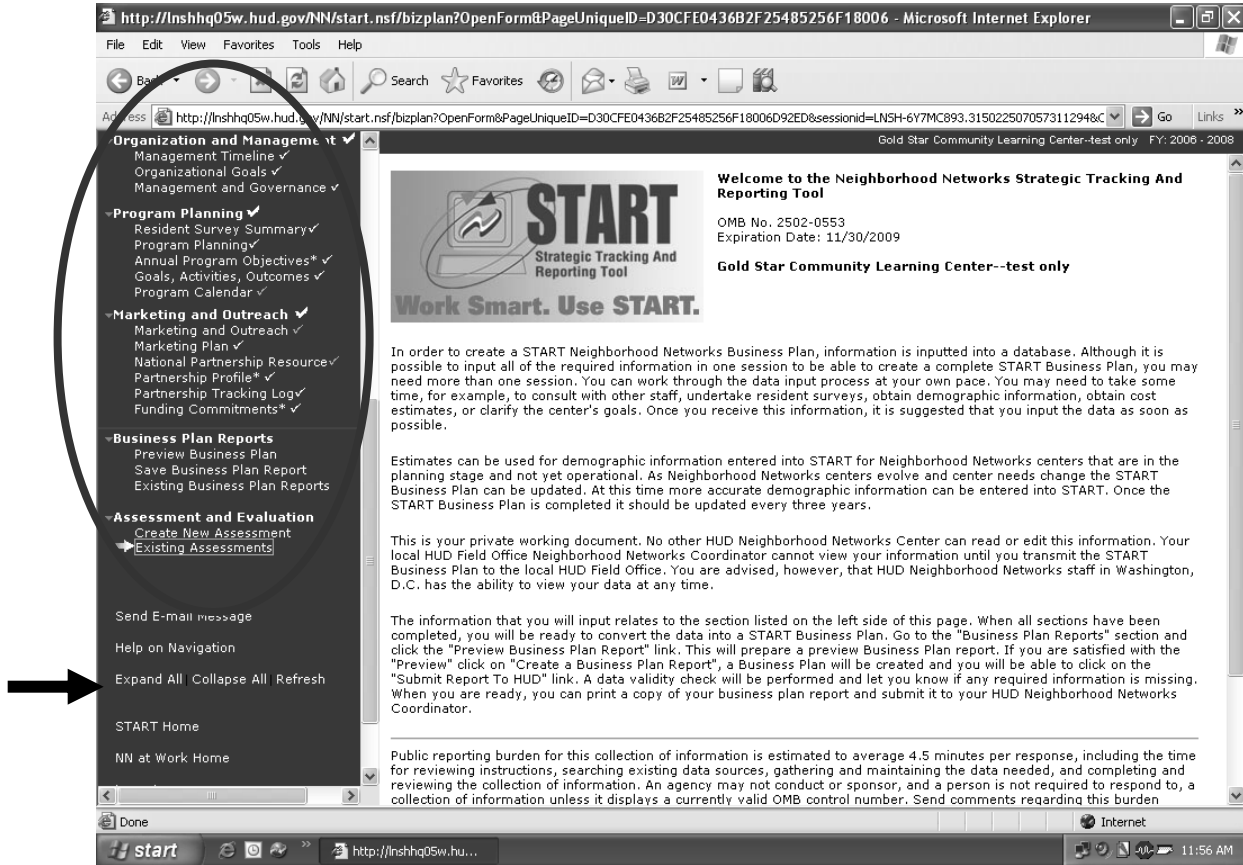 http://lnshhq05w.hud.gov/NN/start.nsf/bizplan?OpenForm&PageUniqueID=D30CFE0436B2F25485256F18006 - Microsoft Internet Explorer
File Edit View Favorites Tools Help
Back Search Favorites
Address http://lnshhq05w.hud.gov/NN/start.nsf/bizplan?OpenForm&PageUniqueID=D30CFE0436B2F25485256F18006D92ED&sessionid=LNSH-6Y7MC893.3150225070573112948&C Go Links »
Gold Star Community Learning Center--test only FY: 2006 - 2008
Organization and Management ✔
Management Timeline ✓
Organizational Goals ✓
Management and Governance ✓
Program Planning ✔
Resident Survey Summary✓
Program Planning✓
Annual Program Objectives* ✓
Goals, Activities, Outcomes ✓
Program Calendar ✓
Marketing and Outreach ✔
Marketing and Outreach ✓
Marketing Plan ✓
National Partnership Resource✓
Partnership Profile* ✓
Partnership Tracking Log✓
Funding Commitments* ✓
Business Plan Reports
Preview Business Plan
Save Business Plan Report
Existing Business Plan Reports
Assessment and Evaluation
Create New Assessment
Existing Assessments
Send E-mail Message
Help on Navigation
Expand All | Collapse All | Refresh
START Home
NN at Work Home
START
Strategic Tracking And
Reporting Tool
Work Smart. Use START.
Welcome to the Neighborhood Networks Strategic Tracking And
Reporting Tool
OMB No. 2502-0553
Expiration Date: 11/30/2009
Gold Star Community Learning Center--test only
In order to create a START Neighborhood Networks Business Plan, information is inputted into a database. Although it is
possible to input all of the required information in one session to be able to create a complete START Business Plan, you may
need more than one session. You can work through the data input process at your own pace. You may need to take some
time, for example, to consult with other staff, undertake resident surveys, obtain demographic information, obtain cost
estimates, or clarify the center's goals. Once you receive this information, it is suggested that you input the data as soon as
possible.
Estimates can be used for demographic information entered into START for Neighborhood Networks centers that are in the
planning stage and not yet operational. As Neighborhood Networks centers evolve and center needs change the START
Business Plan can be updated. At this time more accurate demographic information can be entered into START. Once the
START Business Plan is completed it should be updated every three years.
This is your private working document. No other HUD Neighborhood Networks Center can read or edit this information. Your
local HUD Field Office Neighborhood Networks Coordinator cannot view your information until you transmit the START
Business Plan to the local HUD Field Office. You are advised, however, that HUD Neighborhood Networks staff in Washington,
D.C. has the ability to view your data at any time.
The information that you will input relates to the section listed on the left side of this page. When all sections have been
completed, you will be ready to convert the data into a START Business Plan. Go to the "Business Plan Reports" section and
click the "Preview Business Plan Report" link. This will prepare a preview Business Plan report. If you are satisfied with the
"Preview" click on "Create a Business Plan Report", a Business Plan will be created and you will be able to click on the
"Submit Report To HUD" link. A data validity check will be performed and let you know if any required information is missing.
When you are ready, you can print a copy of your business plan report and submit it to your HUD Neighborhood Networks
Coordinator.
Public reporting burden for this collection of information is estimated to average 4.5 minutes per response, including the time
for reviewing instructions, searching existing data sources, gathering and maintaining the data needed, and completing and
reviewing the collection of information. An agency may not conduct or sponsor, and a person is not required to respond to, a
collection of information unless it displays a currently valid OMB control number. Send comments regarding this burden
Done Internet
start » http://lnshhq05w.hu... 11:56 AM